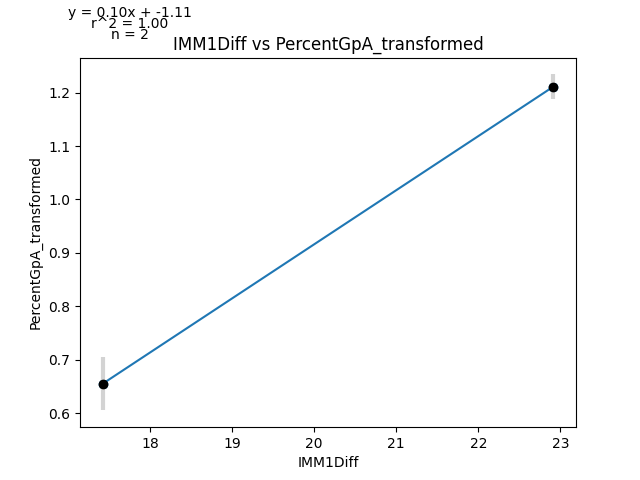 y = 0.10x + -1.11
r^2 = 1.00
n = 2
IMM1Diff vs PercentGpA_transformed
PercentGpA_transformed
1.2
1.1
1.0
0.9
0.8
0.7
0.6
18 19 20 21 22 23
IMM1Diff